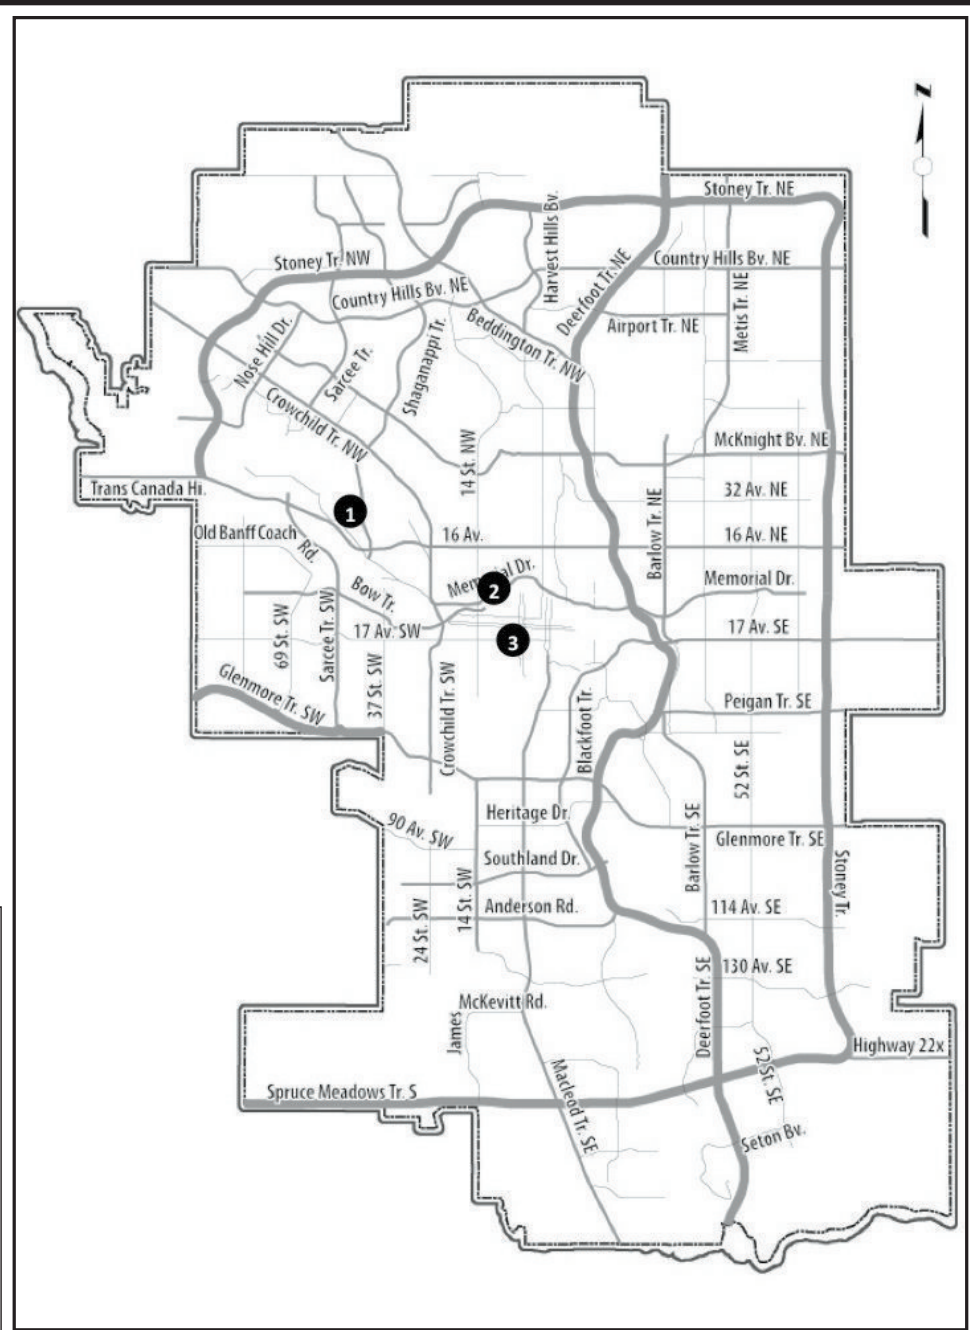 N
Stoney Tr. NE
Harvest Hills Bv.
Stoney Tr. NW
Deerfoot Tr. NE
Country Hills Bv. NE
Country Hills Bv. NE
Metis Tr. NE
Beddington Tr. NW
Airport Tr. NE
Nose Hill Dr.
Sarcee Tr.
Shaganappi Tr.
Crowchild Tr. NW
14 St. NW
McKnight Bv. NE
Trans Canada Hi.
32 Av. NE
1
Barlow Tr. NE
Old Banff Coach
Rd.
16 Av.
16 Av. NE
Memorial Dr.
2
Memorial Dr.
Bow Tr.
69 St. SW
Sarcee Tr. SW
17 Av. SW
3
17 Av. SE
37 St. SW
Glenmore Tr. SW
Crowchild Tr. SW
Blackfoot Tr.
Peigan Tr. SE
52 St. SE
90 Av. SW
Heritage Dr.
Barlow Tr. SE
Glenmore Tr. SE
Southland Dr.
Stoney Tr.
24 St. SW
14 St. SW
Anderson Rd.
114 Av. SE
Deerfoot Tr. SE
130 Av. SE
James
McKevitt Rd.
Highway 22x
Macleod Tr. SE
52 St. SE
Spruce Meadows Tr. S
Seton Bv.